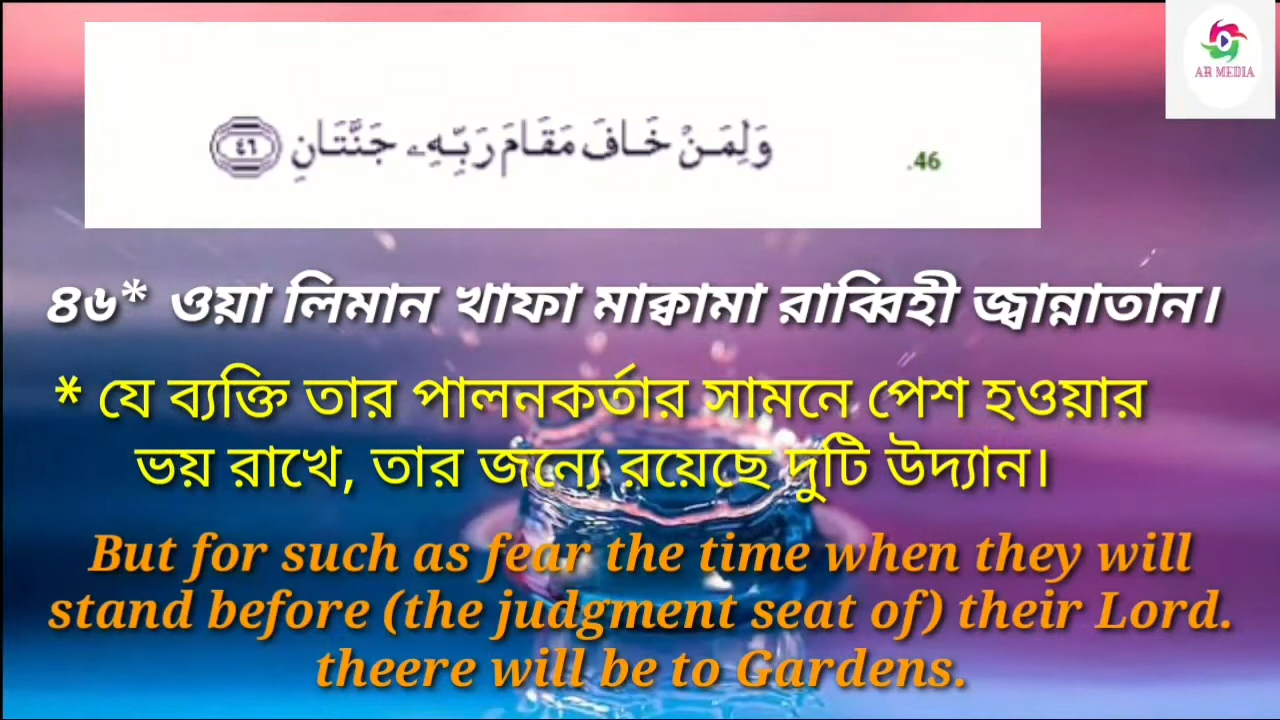 وَلِمَنْ خَافَ مَقَامَ رَبِّهِۦ جَنَّتَانِ ٤٦ .46
AR MEDIA
৪৬* ওয়া লিমান খাফা মাক্বামা রাব্বিহী জ্বান্নাতান।
* যে ব্যক্তি তার পালনকর্তার সামনে পেশ হওয়ার
ভয় রাখে, তার জন্যে রয়েছে দুটি উদ্যান।
But for such as fear the time when they will
stand before (the judgment seat of) their Lord.
theere will be to Gardens.